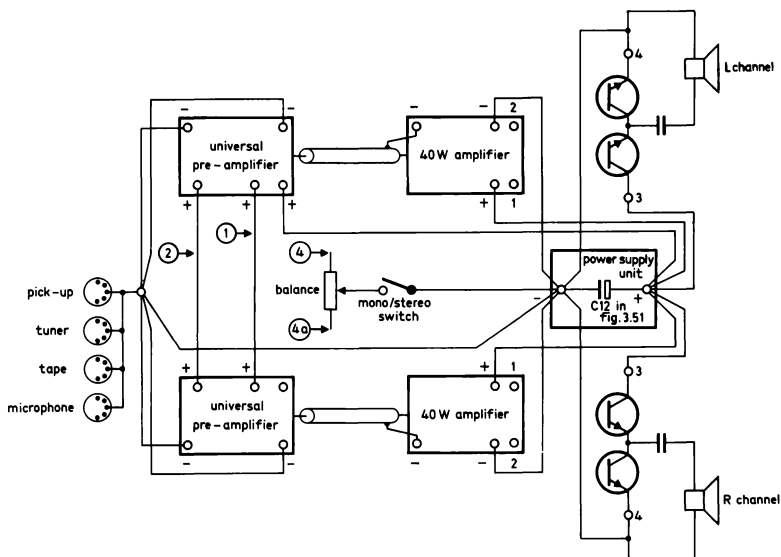 4
L channel
- -
universal
pre-amplifier
+ + +
- - 2
40W amplifier
+ 1
3
2
1
4
balance
4a
mono/stereo
switch
power supply
unit
- +
C12 in
fig. 3.51
pick-up
tuner
tape
microphone
+ +
universal
pre-amplifier
- -
+ 1
40W amplifier
- - 2
3
4
R channel